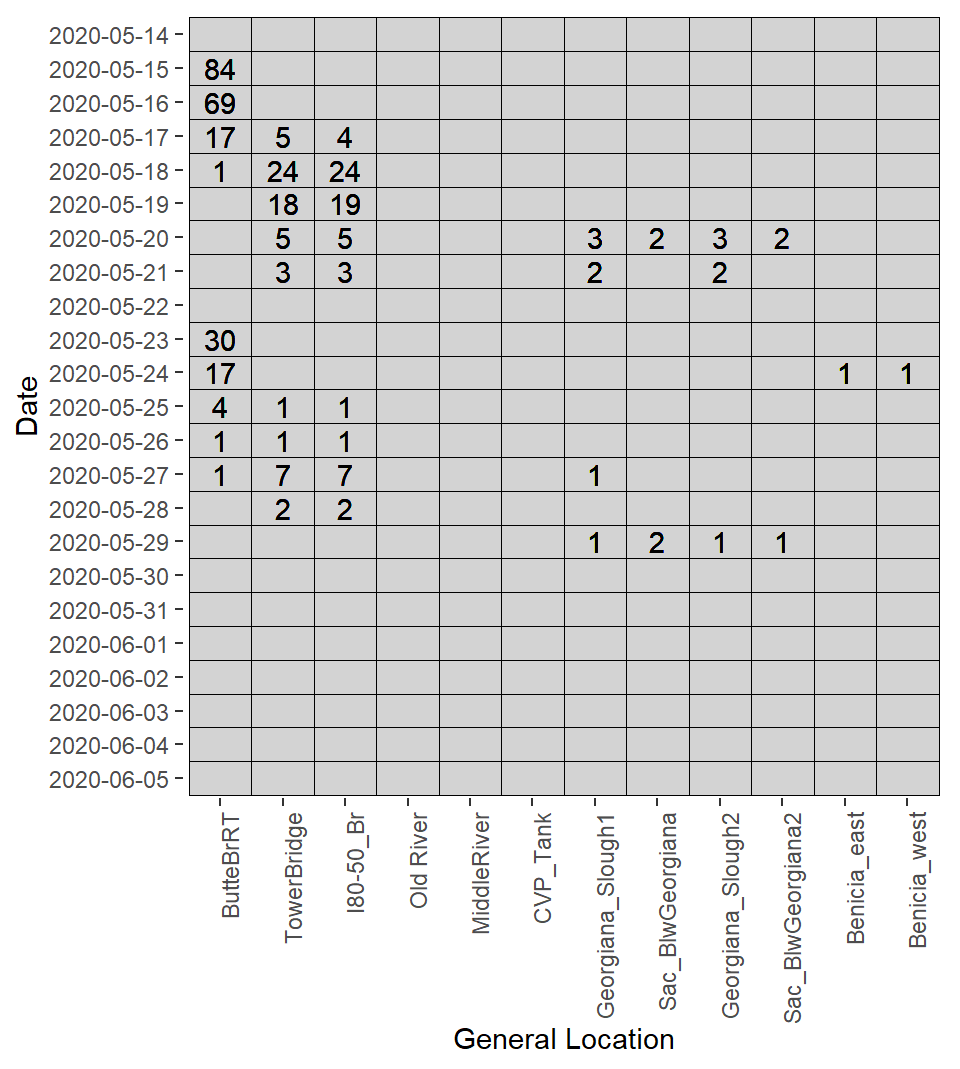 2020-05-14
2020-05-15 84
2020-05-16 69
2020-05-17 17 5 4
2020-05-18 1 24 24
2020-05-19 18 19
2020-05-20 5 5 3 2 3 2
2020-05-21 3 3 2 2
2020-05-22
2020-05-23 30
2020-05-24 17 1 1
2020-05-25 4 1 1
2020-05-26 1 1 1
2020-05-27 1 7 7 1
2020-05-28 2 2
2020-05-29 1 2 1 1
2020-05-30
2020-05-31
2020-06-01
2020-06-02
2020-06-03
2020-06-04
2020-06-05
Date
ButteBrRT
TowerBridge
I80-50_Br
Old River
MiddleRiver
CVP_Tank
Georgiana_Slough1
Sac_BlwGeorgiana
Georgiana_Slough2
Sac_BlwGeorgiana2
Benicia_east
Benicia_west
General Location